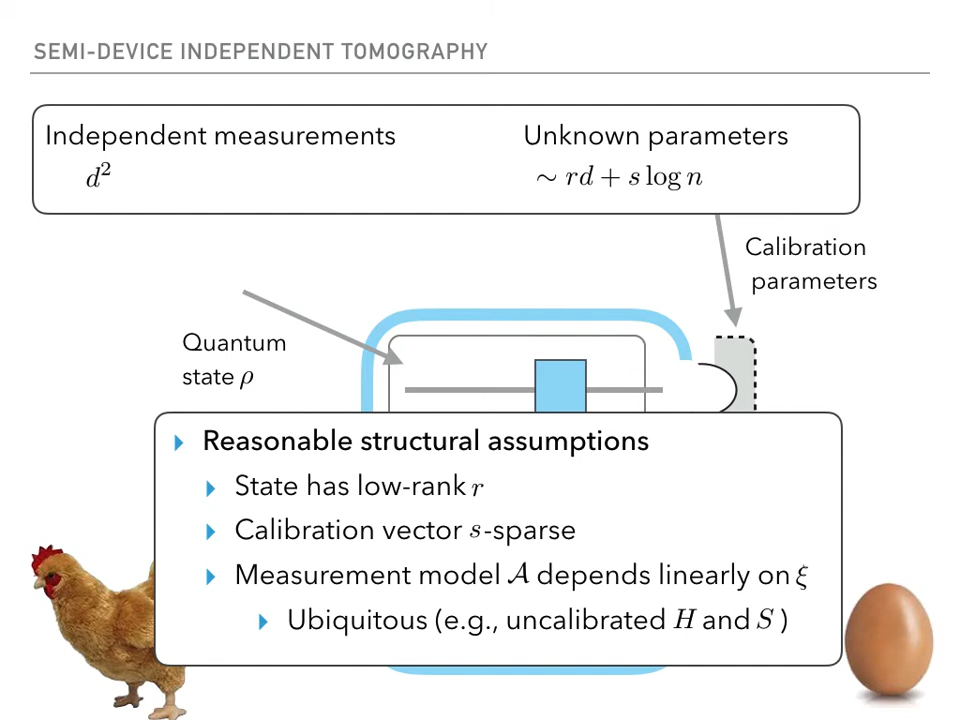 SEMI-DEVICE INDEPENDENT TOMOGRAPHY
Independent measurements
d²
Unknown parameters
∼ rd + s log n
Calibration
parameters
Quantum
state ρ
Reasonable structural assumptions
State has low-rank r
Calibration vector s-sparse
Measurement model 𝒜 depends linearly on ξ
Ubiquitous (e.g., uncalibrated H and S )